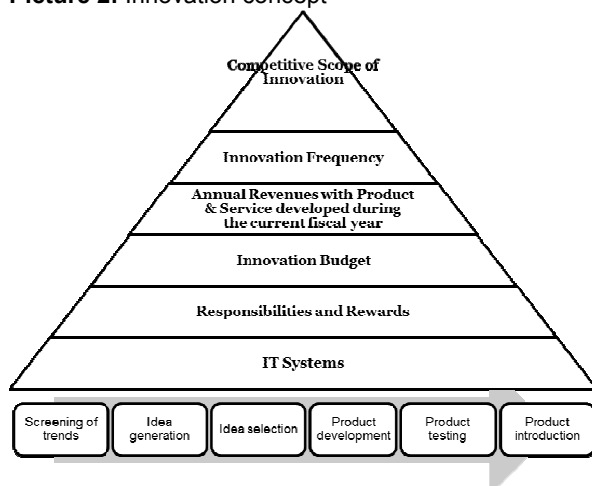 Picture 2. Innovation concept
Competitive Scope of
Innovation
Innovation Frequency
Annual Revenues with Product
& Service developed during
the current fiscal year
Innovation Budget
Responsibilities and Rewards
IT Systems
Screening of
trends
Idea
generation
Idea selection
Product
development
Product
testing
Product
introduction